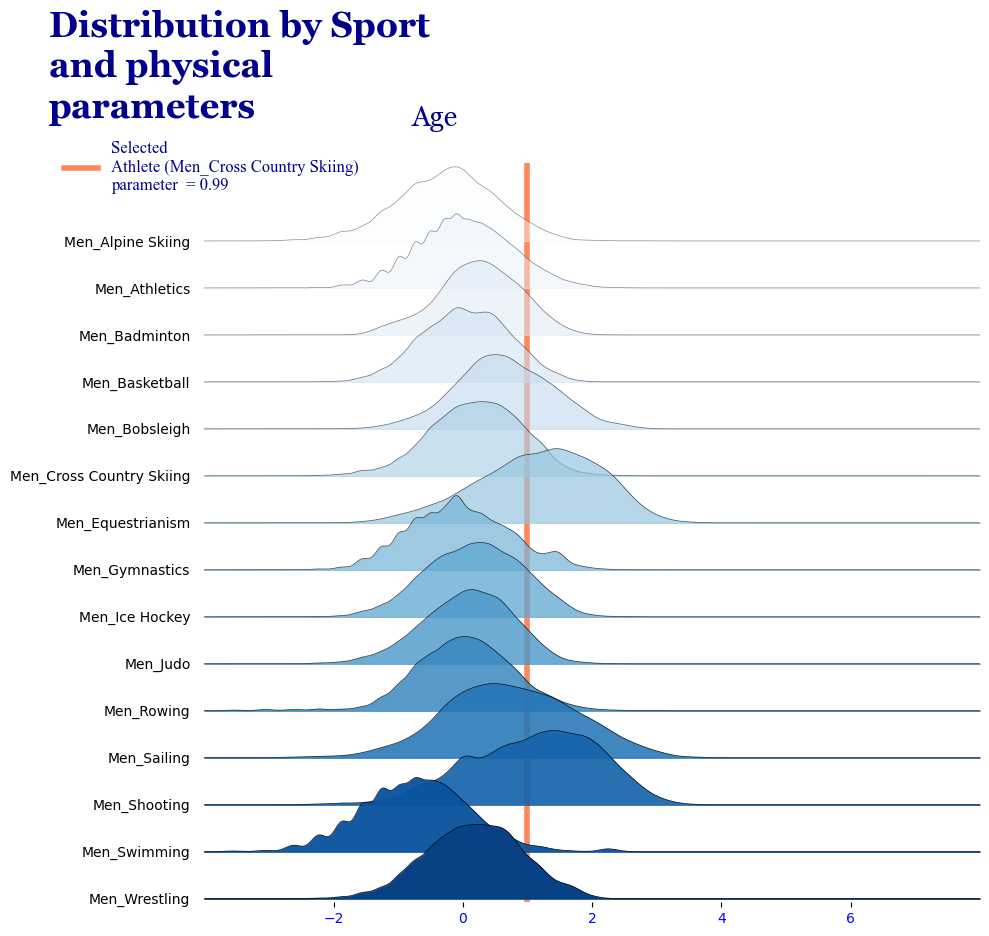 Distribution by Sport
and physical
parameters
Age
Selected
Athlete (Men_Cross Country Skiing)
parameter = 0.99
Men_Alpine Skiing
Men_Athletics
Men_Badminton
Men_Basketball
Men_Bobsleigh
Men_Cross Country Skiing
Men_Equestrianism
Men_Gymnastics
Men_Ice Hockey
Men_Judo
Men_Rowing
Men_Sailing
Men_Shooting
Men_Swimming
Men_Wrestling
−2 0 2 4 6